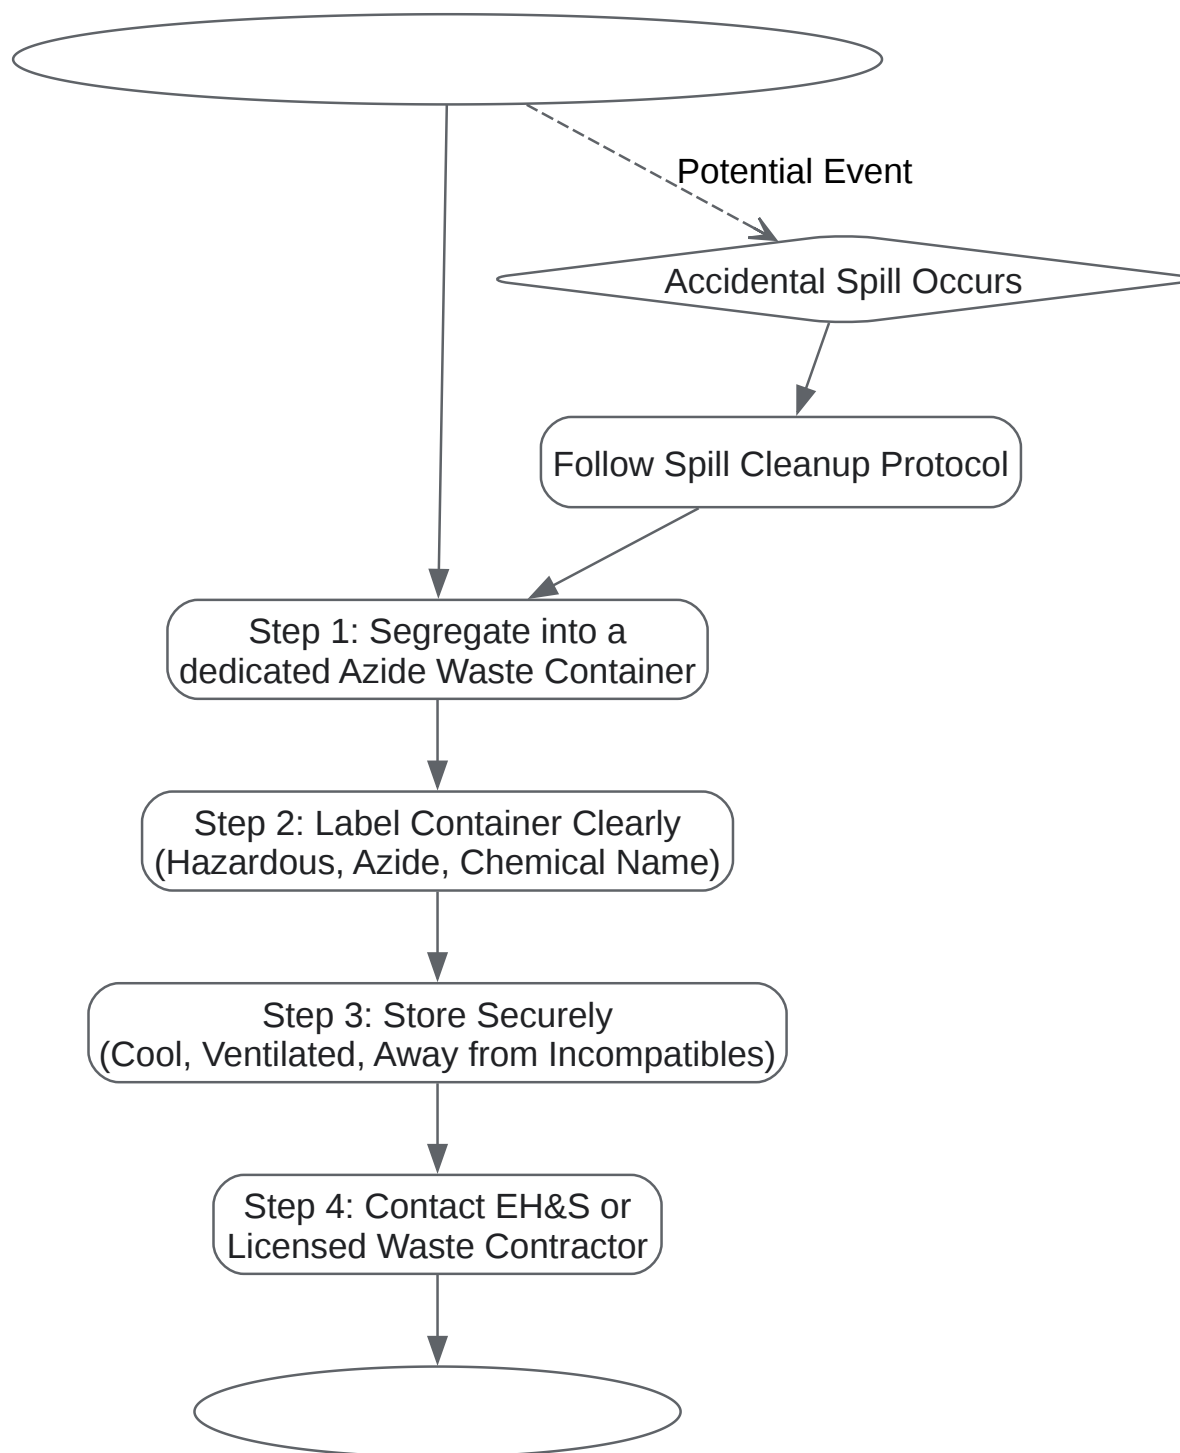 Potential Event
Accidental Spill Occurs
Follow Spill Cleanup Protocol
Step 1: Segregate into a
dedicated Azide Waste Container
Step 2: Label Container Clearly
(Hazardous, Azide, Chemical Name)
Step 3: Store Securely
(Cool, Ventilated, Away from Incompatibles)
Step 4: Contact EH&S or
Licensed Waste Contractor